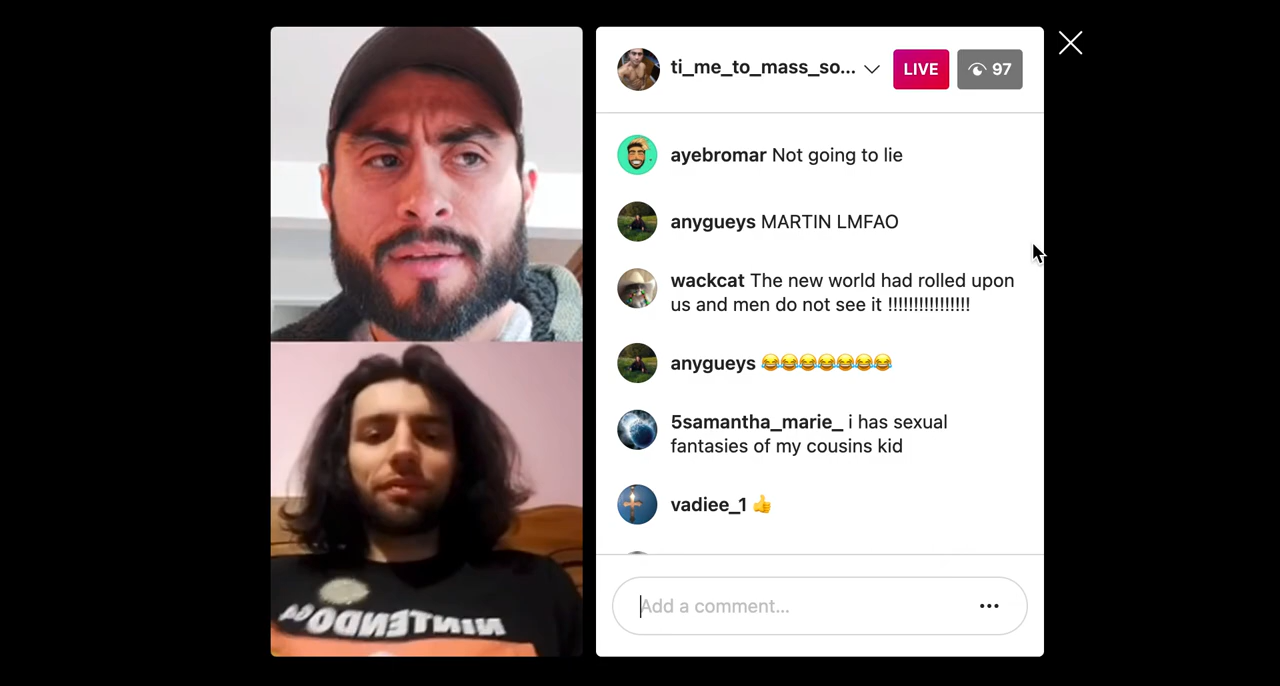 ti_me_to_mass_so...
LIVE
97
ayebromar Not going to lie
anygueys MARTIN LMFAO
wackcat The new world had rolled upon
us and men do not see it !!!!!!!!!!!!!!!!
anygueys 😂😂😂😂😂😂😂
5samantha_marie_ i has sexual
fantasies of my cousins kid
vadiee_1 👍
Add a comment...
NINTENDOGA